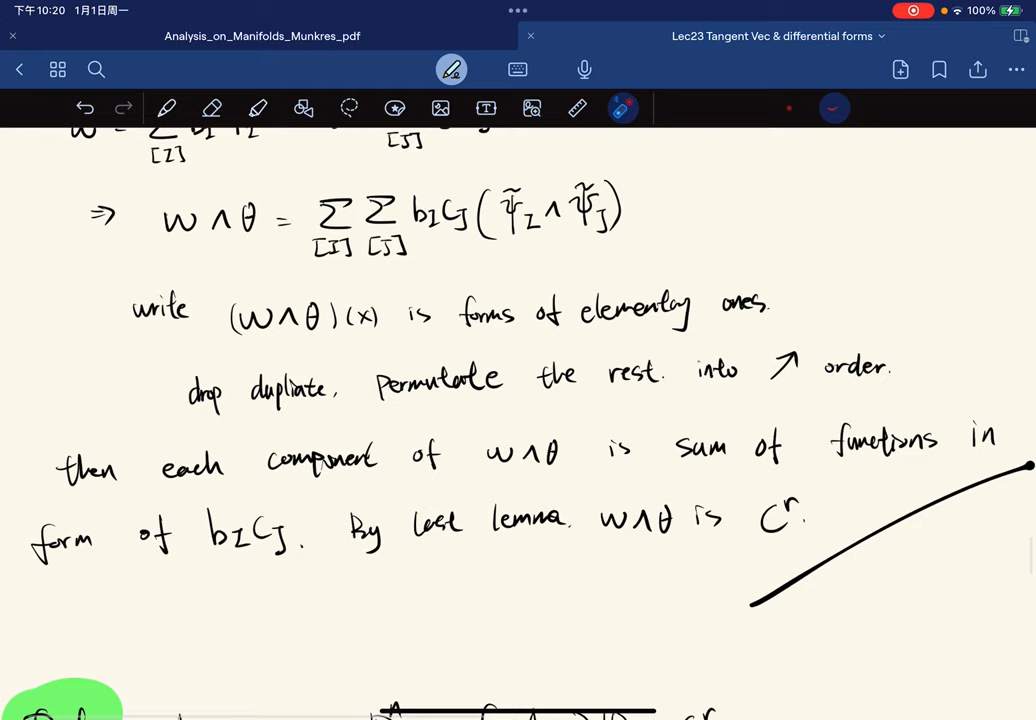 下午10:20 1月1日周一
100%
Analysis_on_Manifolds_Munkres_pdf
Lec23 Tangent Vec & differential forms
[I] [J]
⇒ w ∧ θ = Σ_[I] Σ_[J] b_I c_J ( ψ̃_I ∧ ψ̃_J )
write (w ∧ θ)(x) is forms of elementary ones.
drop dupliate. permutate the rest. into ↗ order.
then each component of w ∧ θ is sum of functions in
form of b_I c_J. By last lemma. w ∧ θ is C^r.